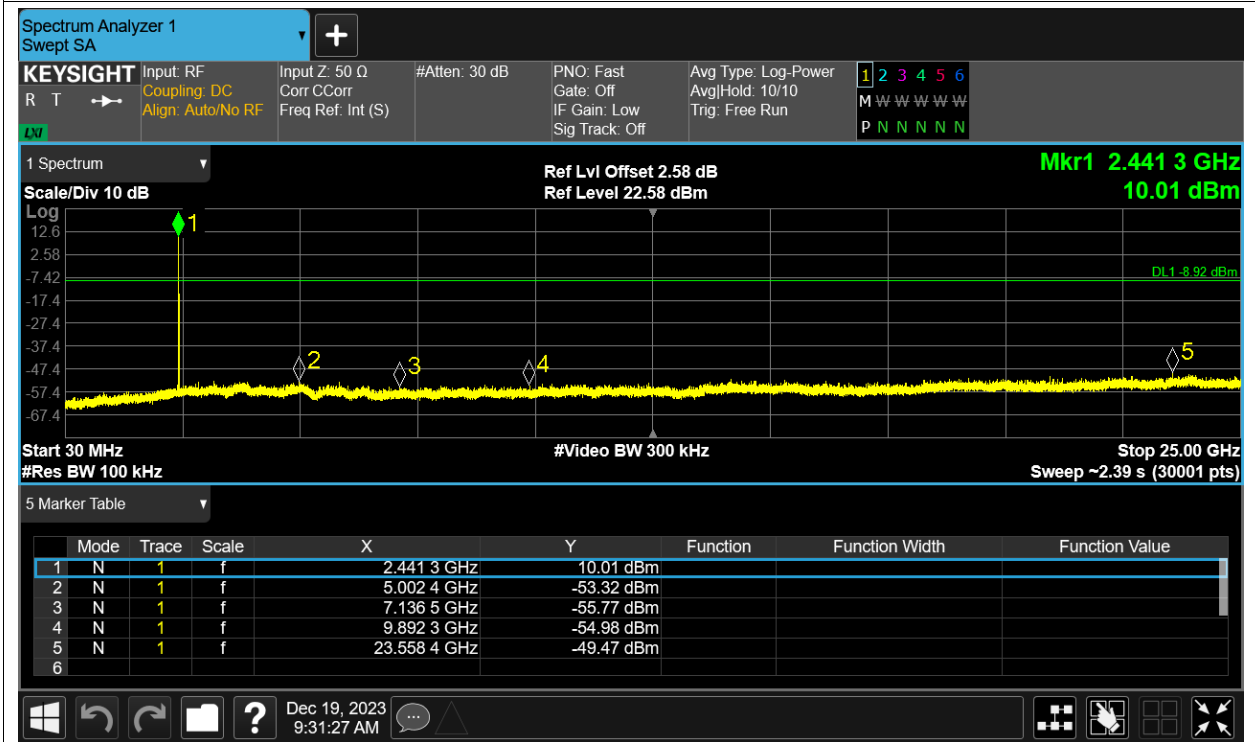 Spectrum Analyzer 1
Swept SA
KEYSIGHT
R T
LXI
Input: RF
Coupling: DC
Align: Auto/No RF
Input Z: 50 Ω
Corr CCorr
Freq Ref: Int (S)
#Atten: 30 dB
PNO: Fast
Gate: Off
IF Gain: Low
Sig Track: Off
Avg Type: Log-Power
Avg|Hold: 10/10
Trig: Free Run
1 2 3 4 5 6
M W W W W W
P N N N N N
1 Spectrum
Scale/Div 10 dB
Ref Lvl Offset 2.58 dB
Ref Level 22.58 dBm
Mkr1 2.441 3 GHz
10.01 dBm
Log
12.6
2.58
-7.42
-17.4
-27.4
-37.4
-47.4
-57.4
-67.4
1
2
3
4
5
DL1 -8.92 dBm
Start 30 MHz
#Video BW 300 kHz
Stop 25.00 GHz
#Res BW 100 kHz
Sweep ~2.39 s (30001 pts)
5 Marker Table
Mode Trace Scale X Y Function Function Width Function Value
1 N 1 f 2.441 3 GHz 10.01 dBm
2 N 1 f 5.002 4 GHz -53.32 dBm
3 N 1 f 7.136 5 GHz -55.77 dBm
4 N 1 f 9.892 3 GHz -54.98 dBm
5 N 1 f 23.558 4 GHz -49.47 dBm
6
?
Dec 19, 2023
9:31:27 AM